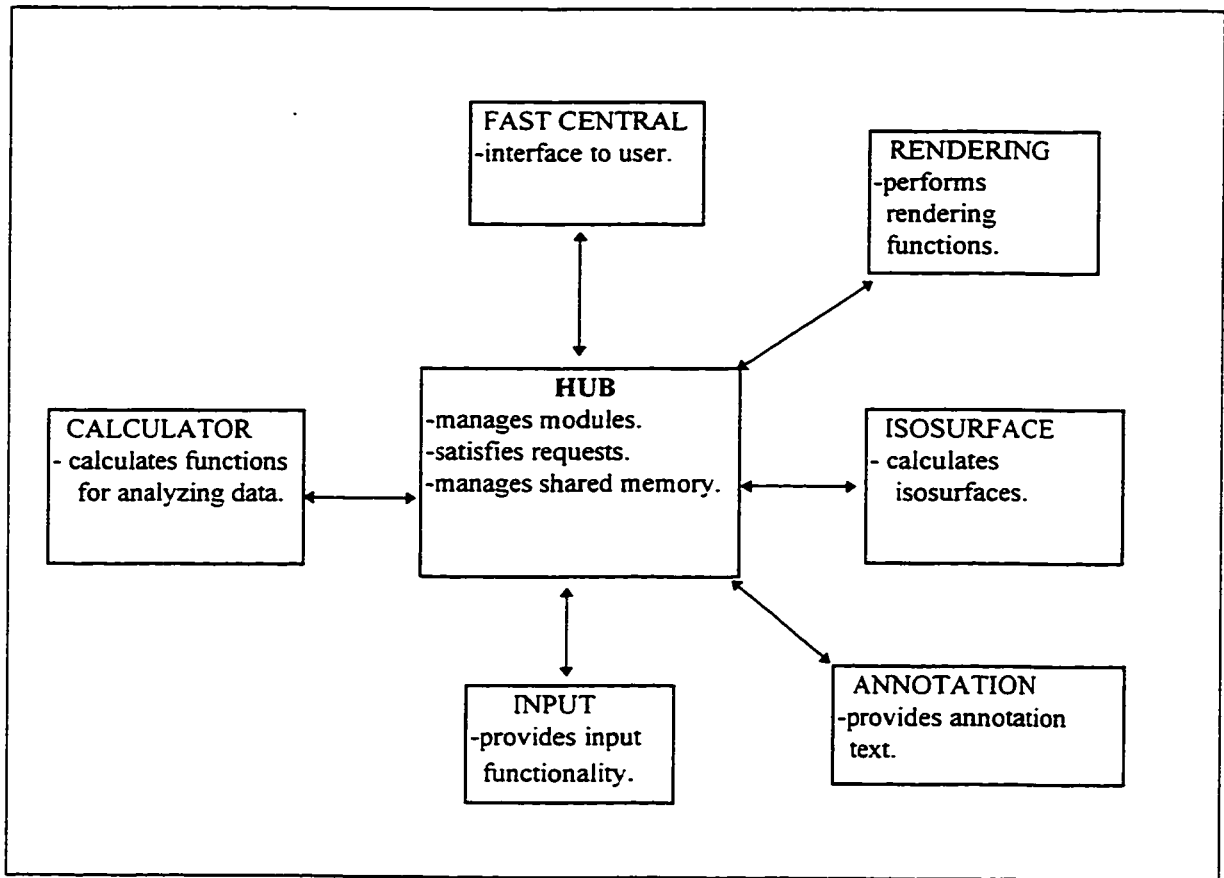 FAST CENTRAL
-interface to user.
RENDERING
-performs
rendering
functions.
HUB
-manages modules.
-satisfies requests.
-manages shared memory.
CALCULATOR
- calculates functions
for analyzing data.
ISOSURFACE
- calculates
isosurfaces.
INPUT
-provides input
functionality.
ANNOTATION
-provides annotation
text.